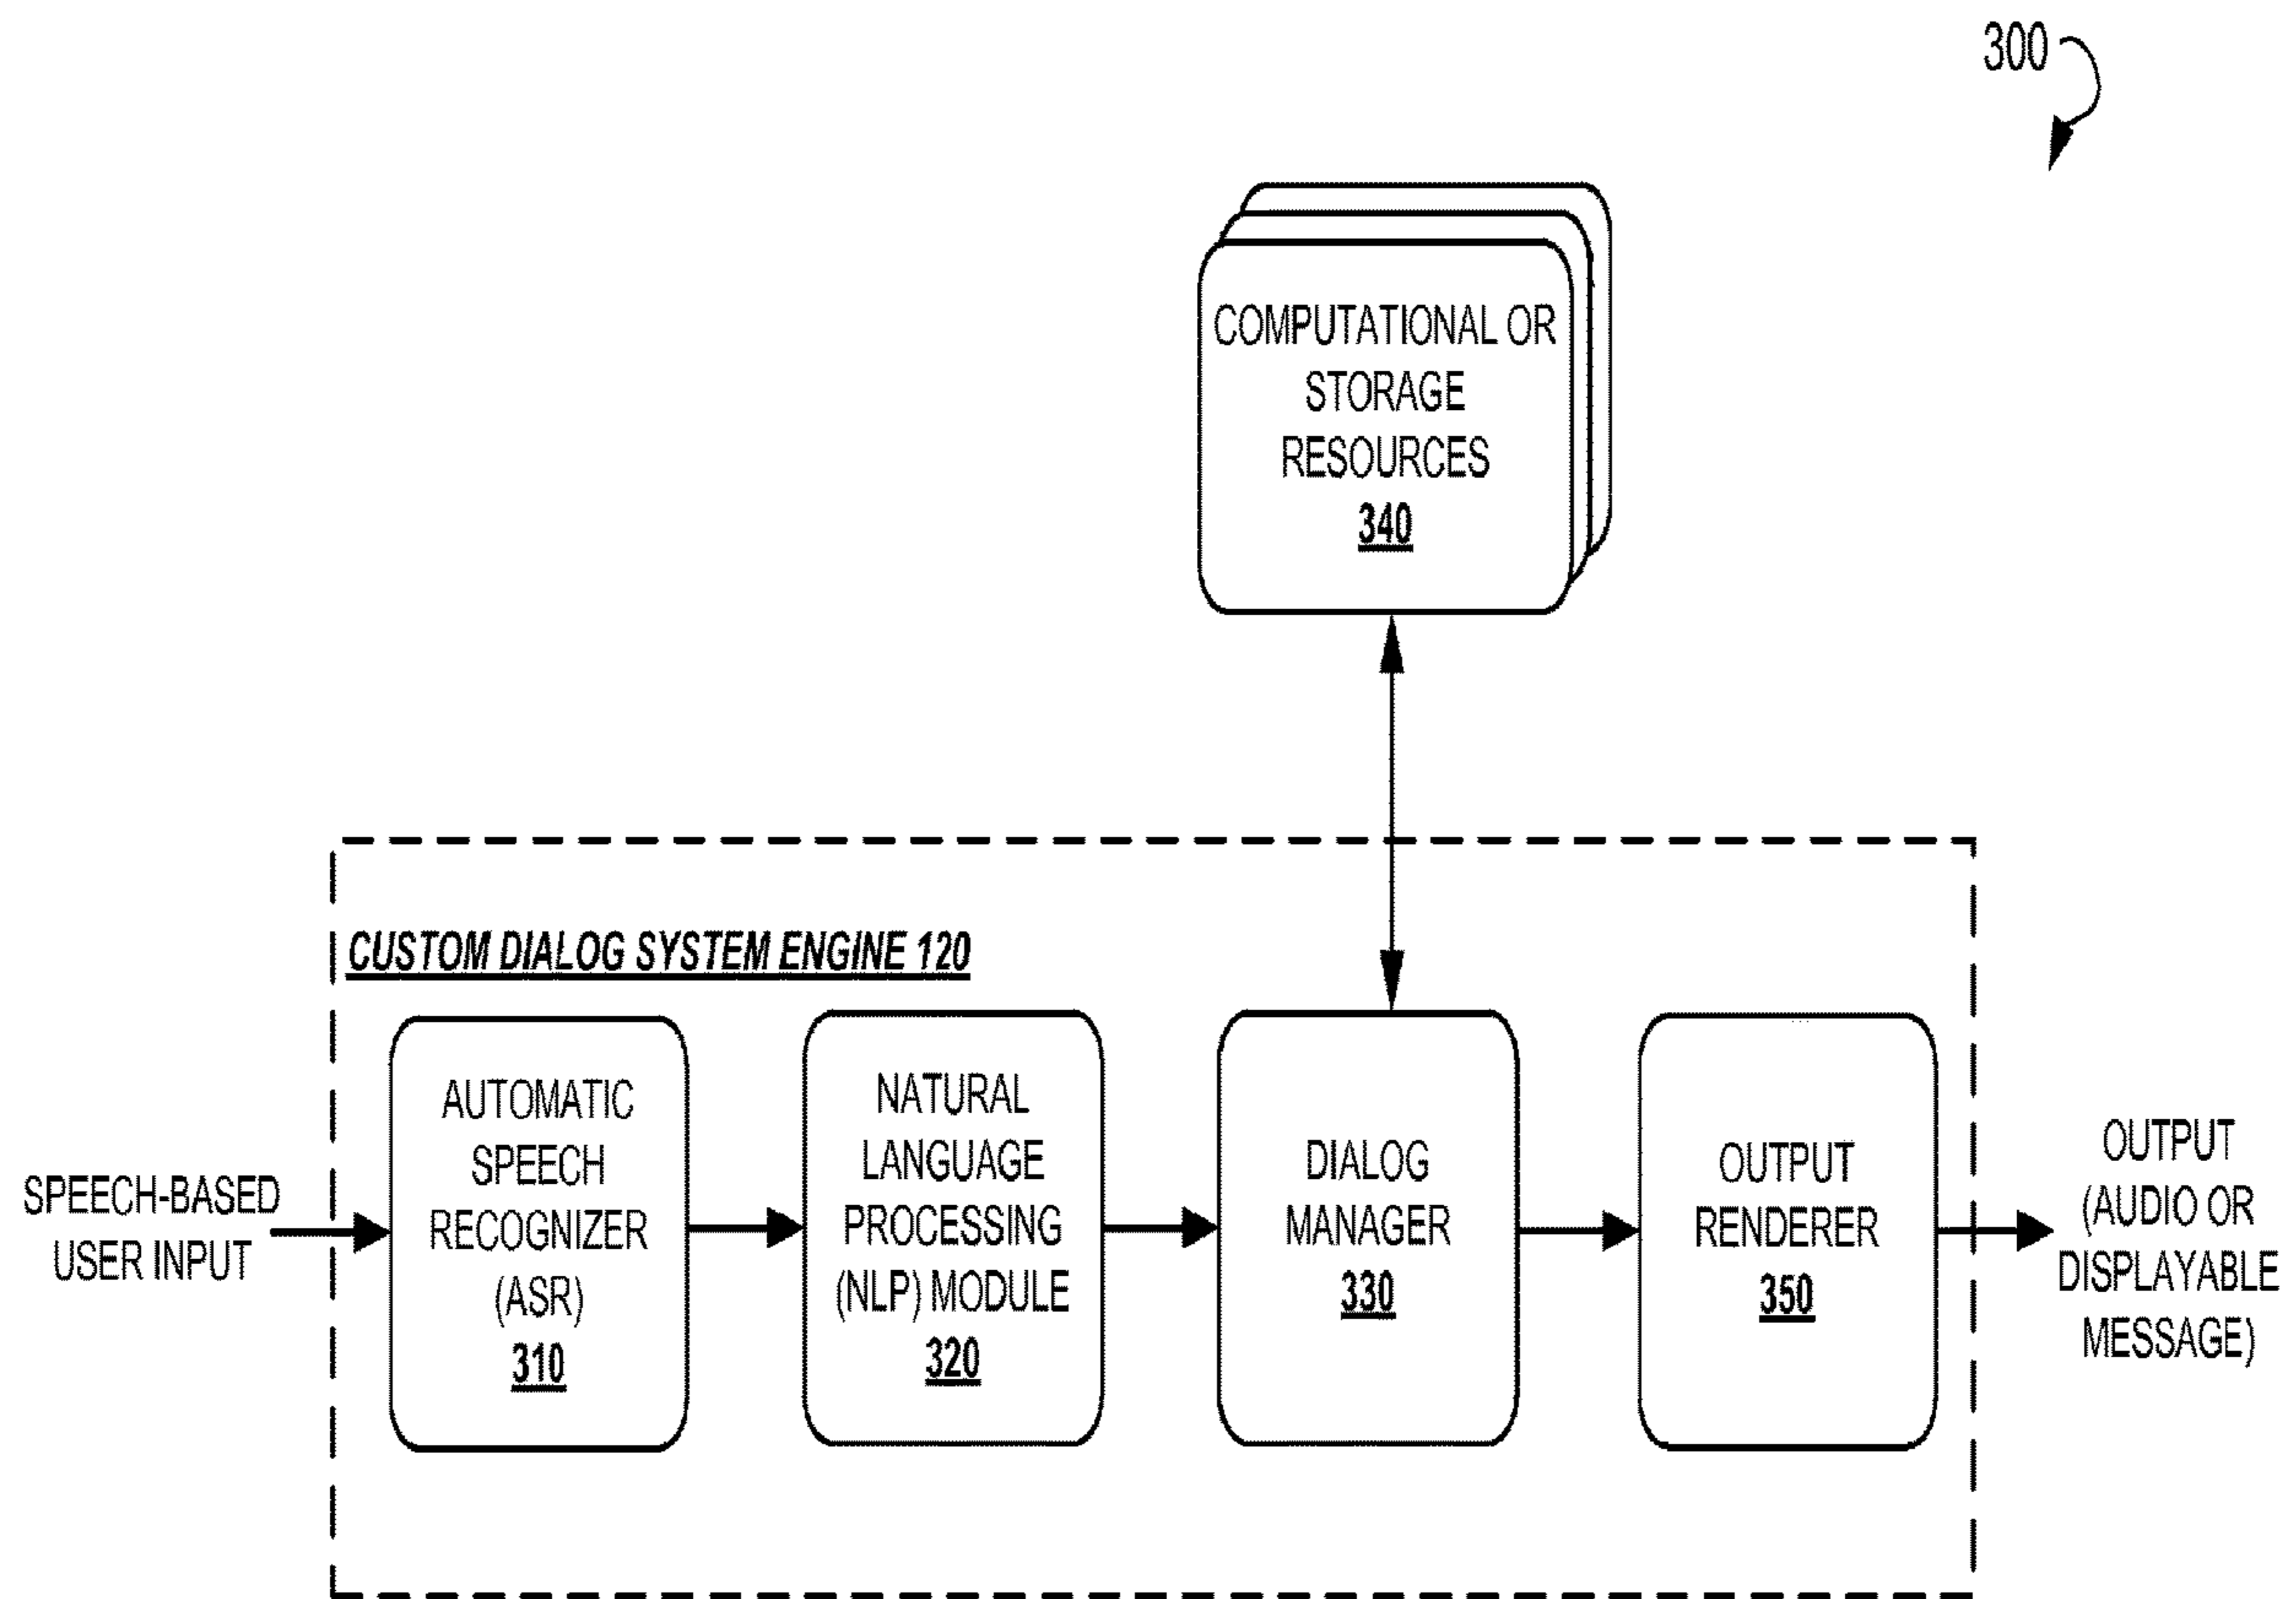 300
COMPUTATIONAL OR
STORAGE
RESOURCES
340
CUSTOM DIALOG SYSTEM ENGINE 120
SPEECH-BASED
USER INPUT
AUTOMATIC
SPEECH
RECOGNIZER
(ASR)
310
NATURAL
LANGUAGE
PROCESSING
(NLP) MODULE
320
DIALOG
MANAGER
330
OUTPUT
RENDERER
350
OUTPUT
(AUDIO OR
DISPLAYABLE
MESSAGE)